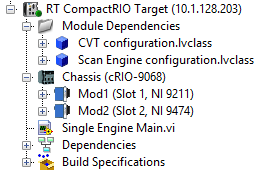 RT CompactRIO Target (10.1.128.203)
Module Dependencies
CVT configuration.lvclass
Scan Engine configuration.lvclass
Chassis (cRIO-9068)
Mod1 (Slot 1, NI 9211)
Mod2 (Slot 2, NI 9474)
Single Engine Main.vi
Dependencies
Build Specifications